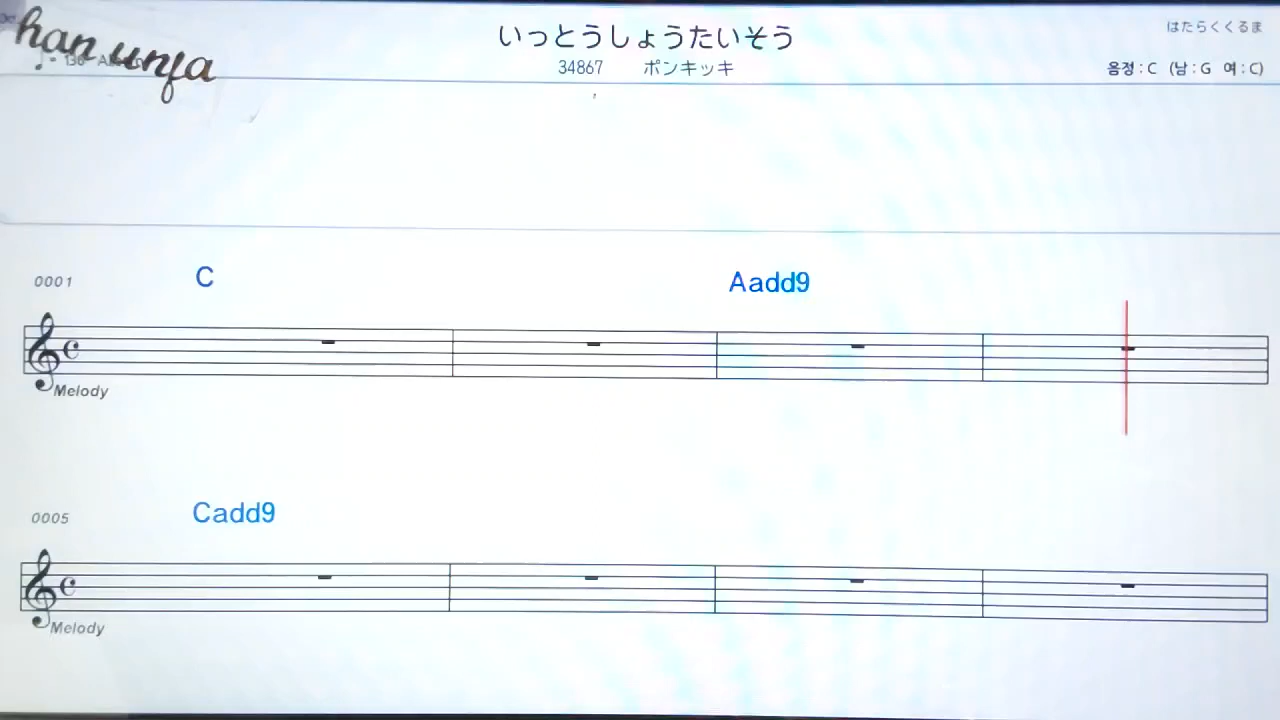 han unja
いっとうしょうたいそう
はたらくくるま
34867 ポンキッキ
음정 : C (남 : G 여 : C)
0001 C Aadd9
Melody
0005 Cadd9
Melody